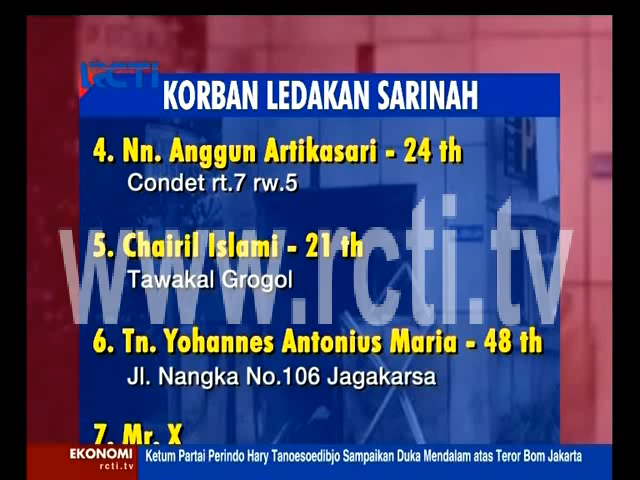 RCTI
KORBAN LEDAKAN SARINAH
4. Nn. Anggun Artikasari - 24 th
Condet rt.7 rw.5
5. Chairil Islami - 21 th
Tawakal Grogol
www.rcti.tv
6. Tn. Yohannes Antonius Maria - 48 th
Jl. Nangka No.106 Jagakarsa
7. Mr. X
EKONOMI
rcti.tv
Ketum Partai Perindo Hary Tanoesoedibjo Sampaikan Duka Mendalam atas Teror Bom Jakarta